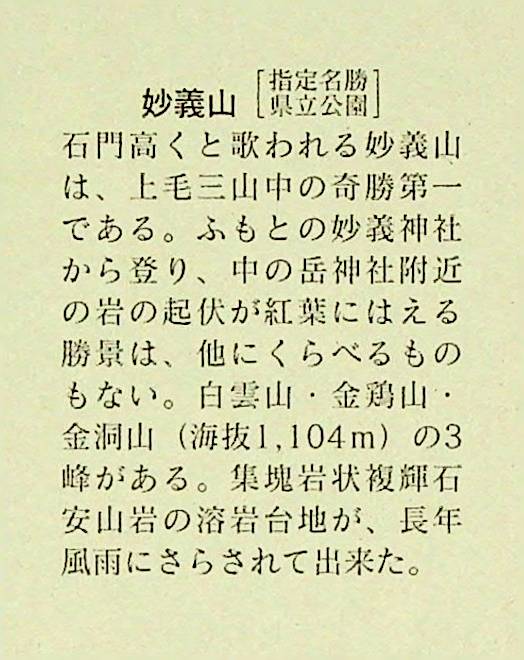 妙義山［指定名勝
県立公園］
石門高くと歌われる妙義山
は、上毛三山中の奇勝第一
である。ふもとの妙義神社
から登り、中の岳神社附近
の岩の起伏が紅葉にはえる
勝景は、他にくらべるもの
もない。白雲山・金鶏山・
金洞山（海抜1,104m）の3
峰がある。集塊岩状複輝石
安山岩の溶岩台地が、長年
風雨にさらされて出来た。